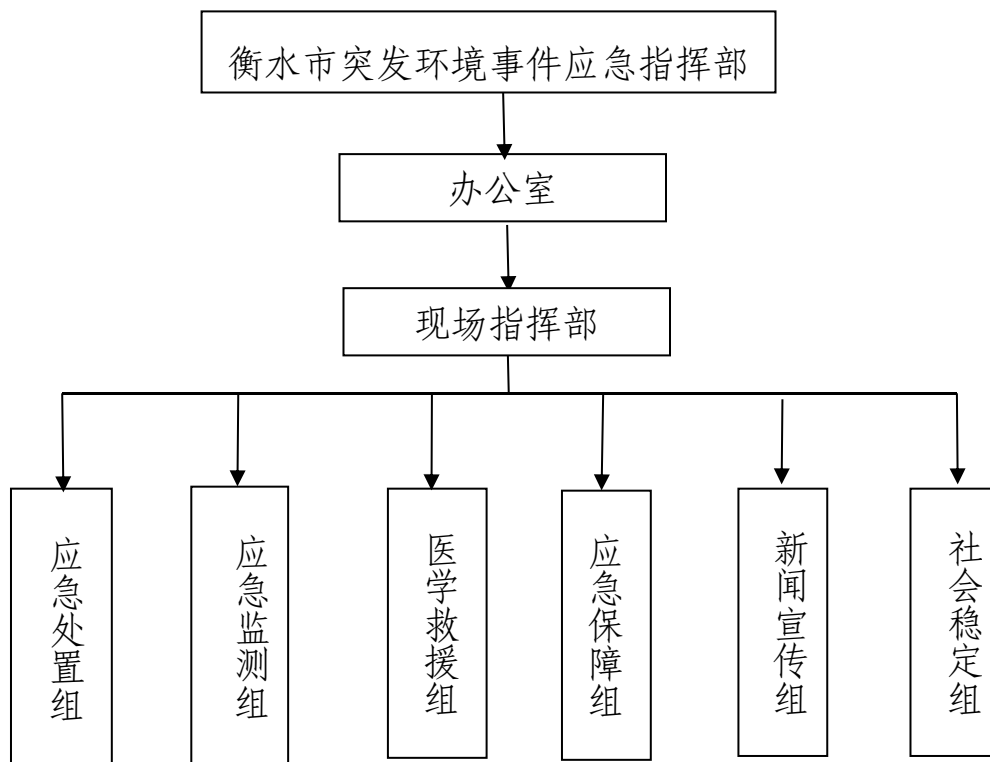 衡水市突发环境事件应急指挥部
办公室
现场指挥部
应急处置组
应急监测组
医学救援组
应急保障组
新闻宣传组
社会稳定组